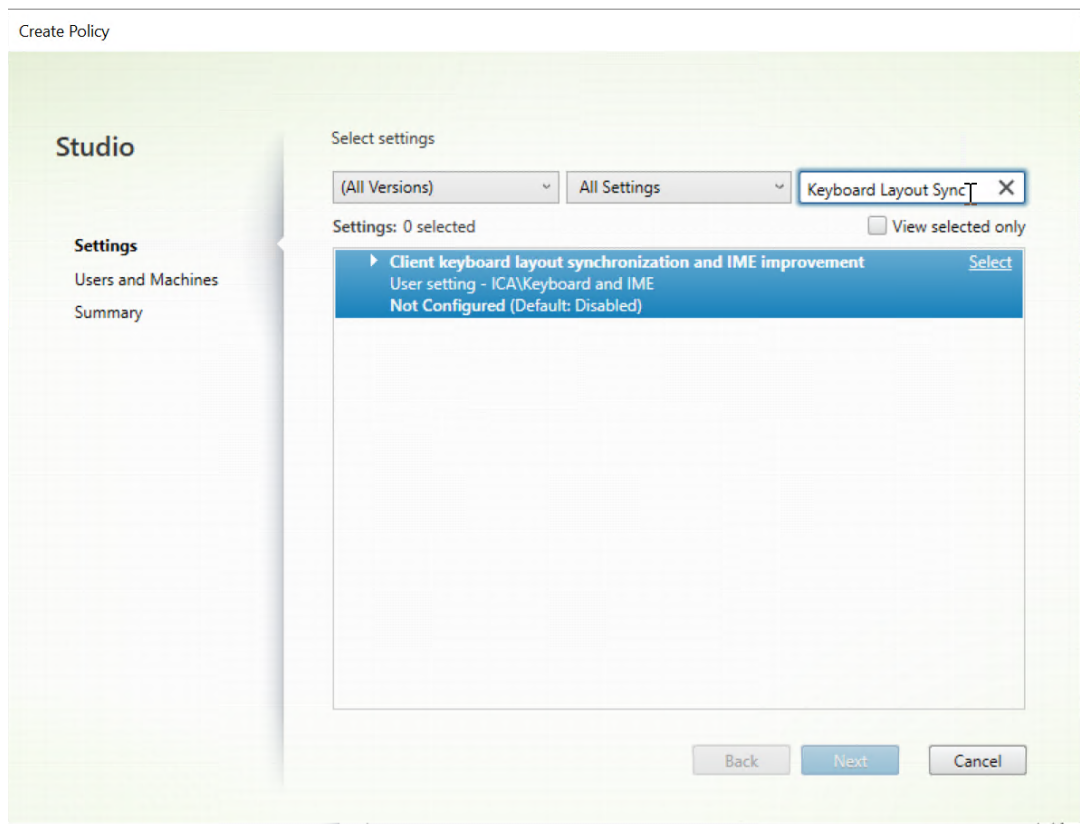 Create Policy
Studio
Settings
Users and Machines
Summary
Select settings
(All Versions)
All Settings
Keyboard Layout Sync
Settings: 0 selected
View selected only
Client keyboard layout synchronization and IME improvement
Select
User setting - ICA\Keyboard and IME
Not Configured (Default: Disabled)
Back
Next
Cancel